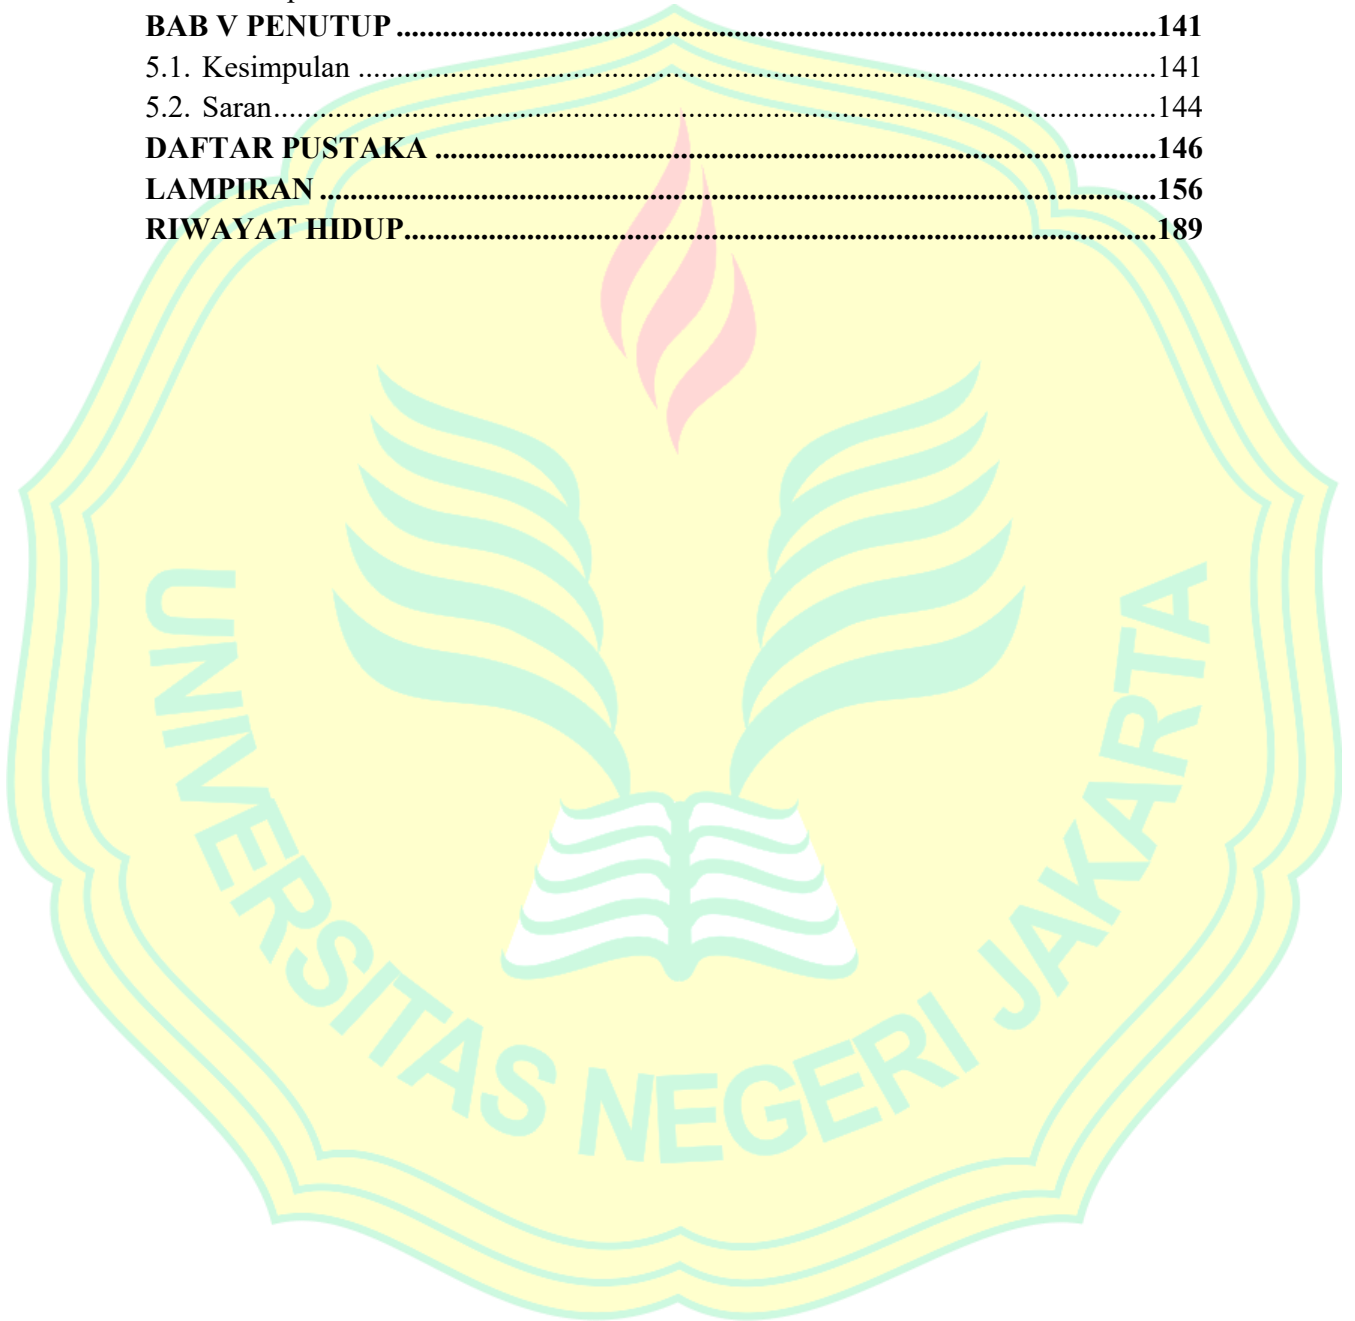 BAB V PENUTUP ........................................................................................................141
5.1. Kesimpulan .........................................................................................................141
5.2. Saran....................................................................................................................144
DAFTAR PUSTAKA ...................................................................................................146
LAMPIRAN ..................................................................................................................156
RIWAYAT HIDUP.......................................................................................................189
UNIVERSITAS NEGERI JAKARTA